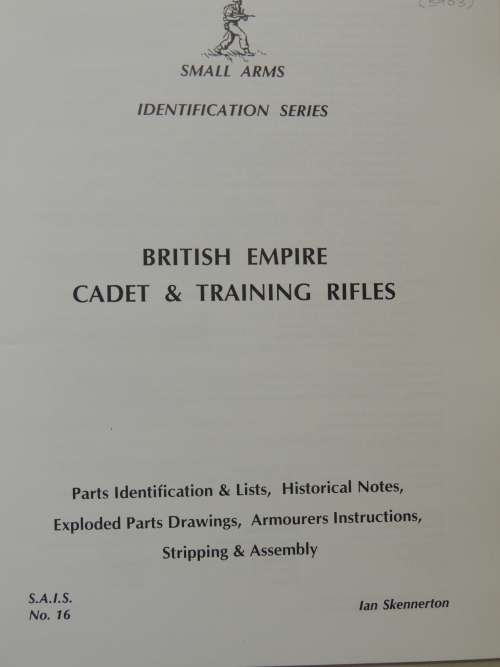 SMALL ARMS
IDENTIFICATION SERIES
BRITISH EMPIRE
CADET & TRAINING RIFLES
Parts Identification & Lists, Historical Notes,
Exploded Parts Drawings, Armourers Instructions,
Stripping & Assembly
S.A.I.S.
No. 16
Ian Skennerton